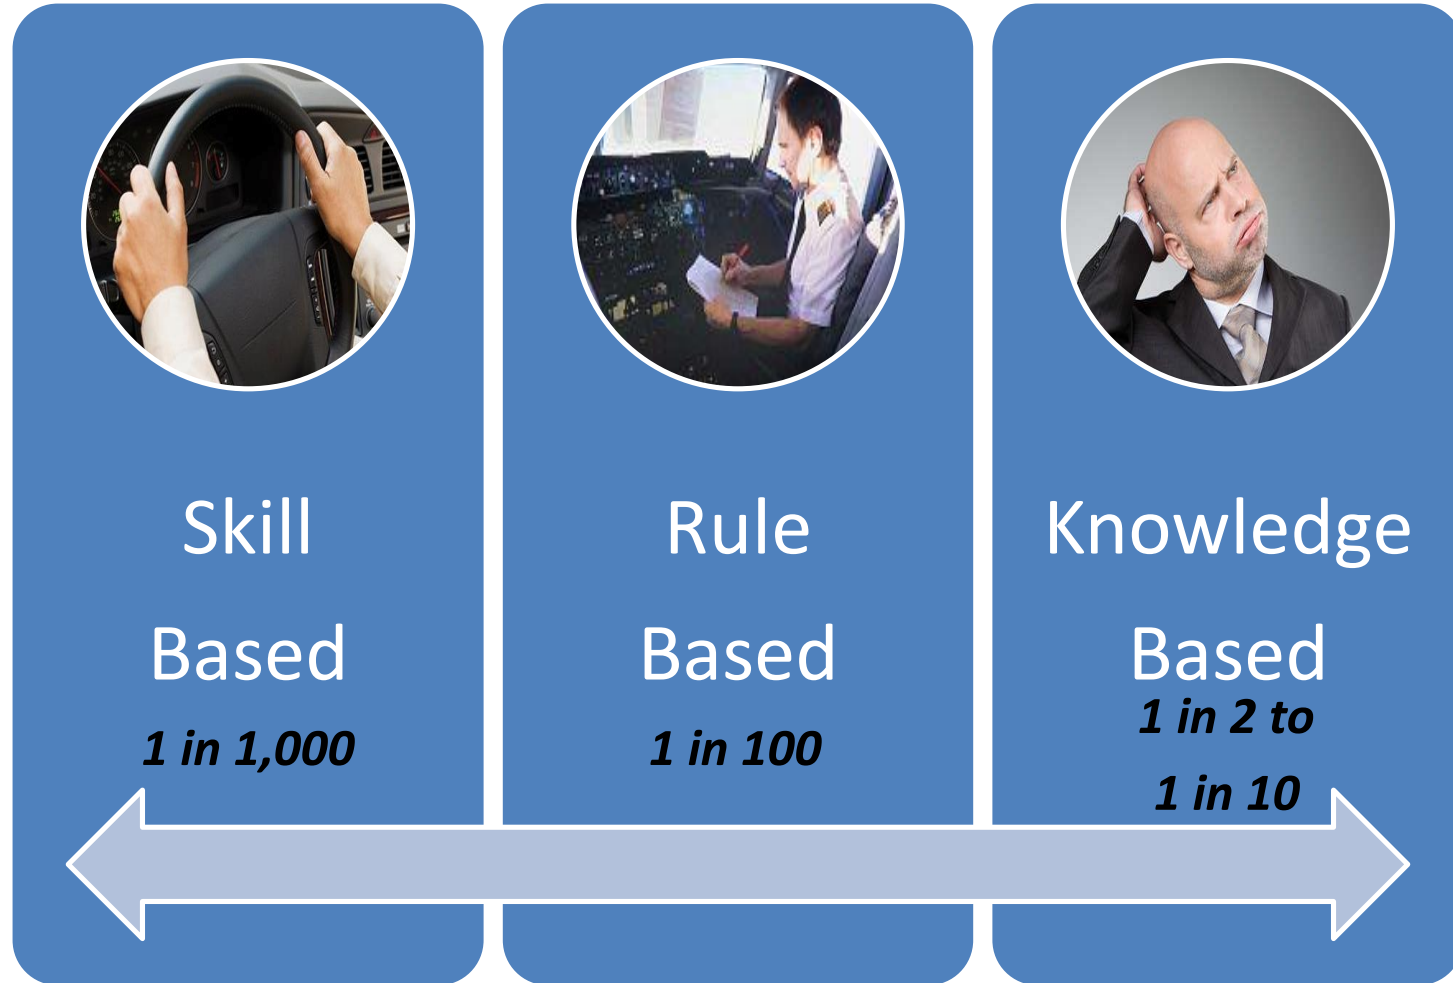 Skill
Based
1 in 1,000
Rule
Based
1 in 100
Knowledge
Based
1 in 2 to
1 in 10